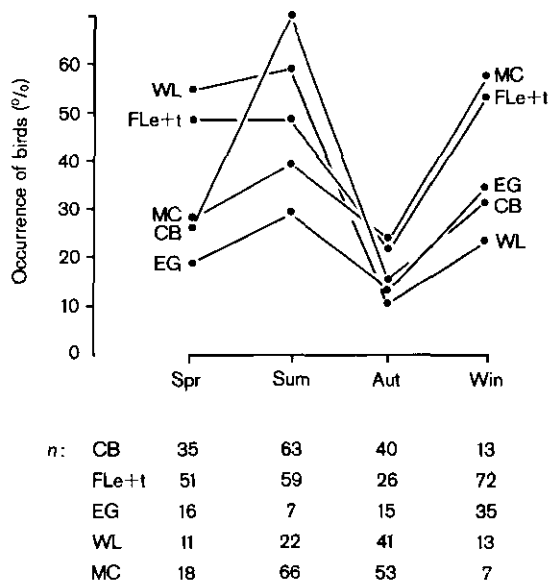 Occurrence of birds (%)
60
50
40
30
20
10
0
WL
FLe+t
MC
CB
EG
MC
FLe+t
EG
CB
WL
Spr Sum Aut Win
n: CB 35 63 40 13
FLe+t 51 59 26 72
EG 16 7 15 35
WL 11 22 41 13
MC 18 66 53 7